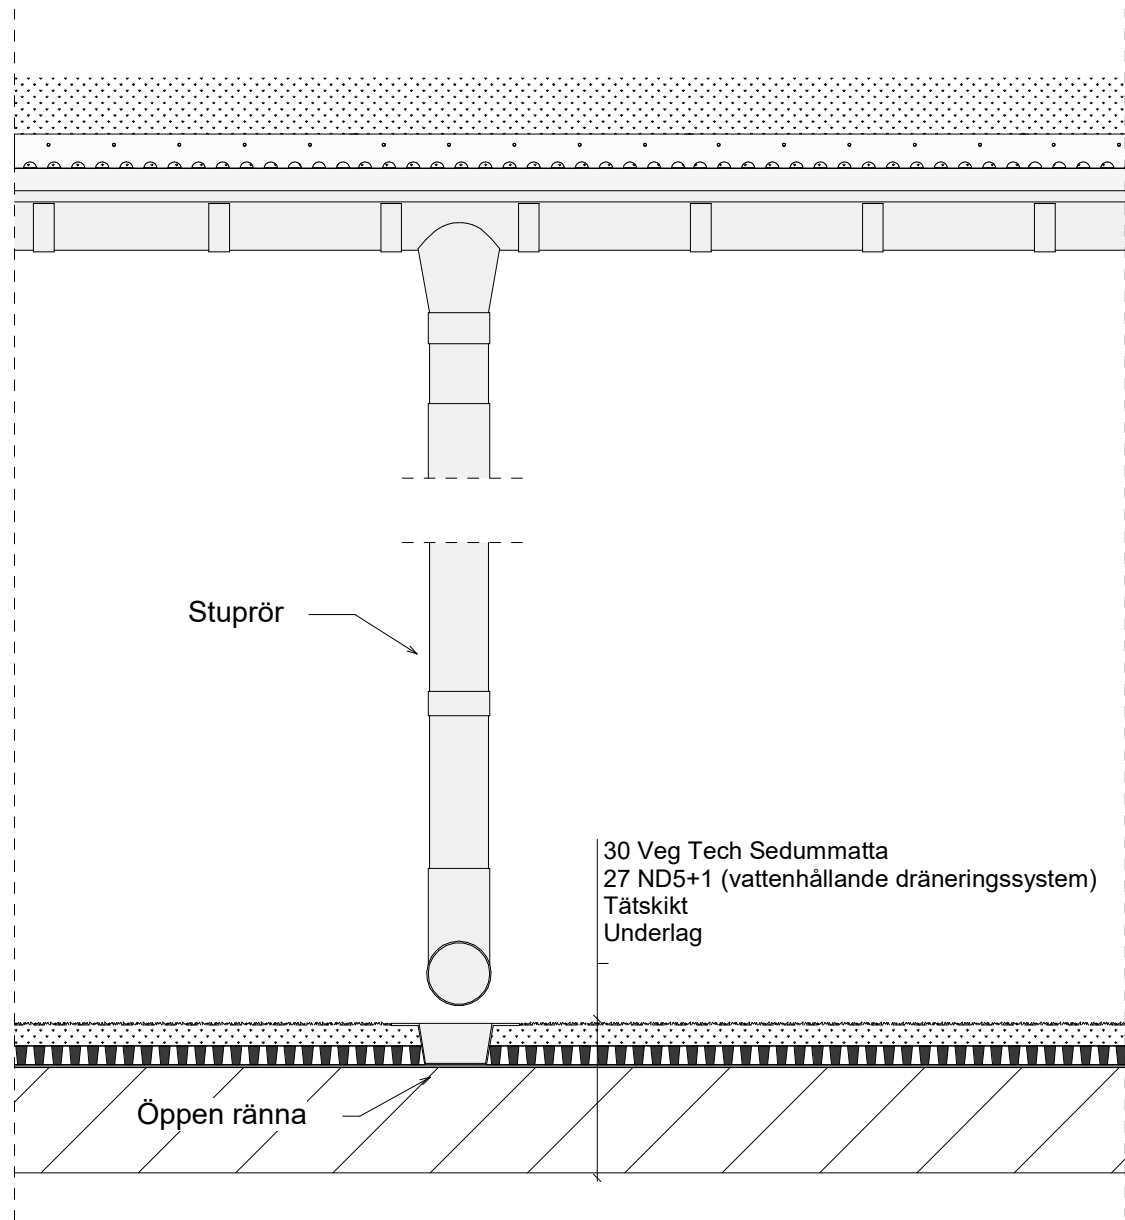 Stuprör
30 Veg Tech Sedummatta
27 ND5+1 (vattenhållande dräneringssystem)
Tätskikt
Underlag
Öppen ränna